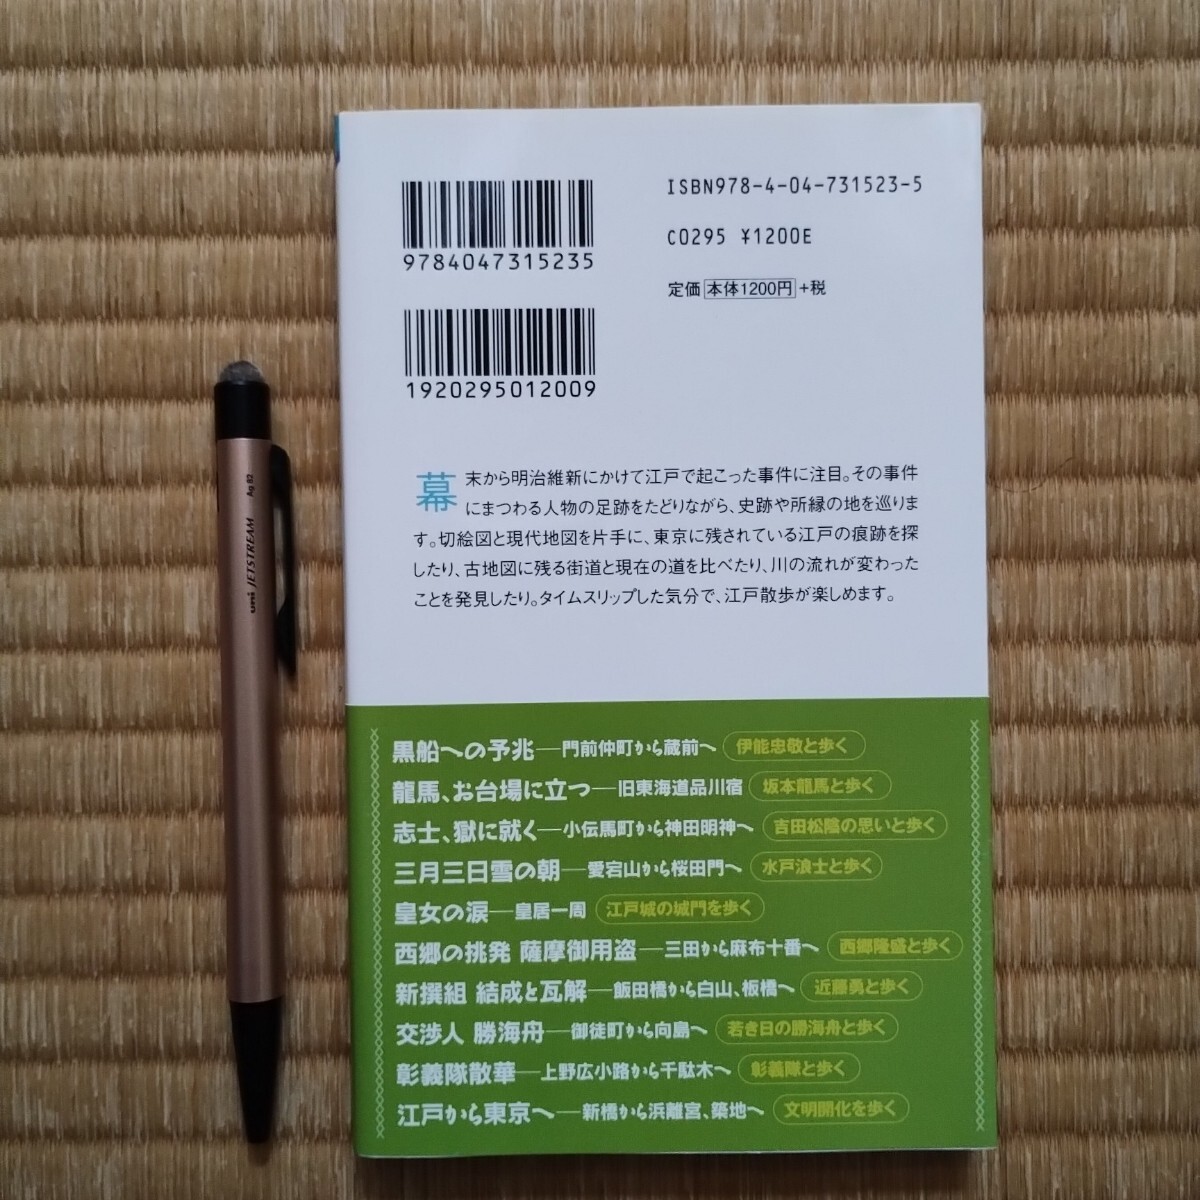 ISBN978-4-04-731523-5
C0295 ¥1200E
定価 本体1200円 +税
9784047315235
1920295012009
幕末から明治維新にかけて江戸で起こった事件に注目。その事件
にまつわる人物の足跡をたどりながら、史跡や所縁の地を巡りま
す。切絵図と現代地図を片手に、東京に残されている江戸の痕跡を探
したり、古地図に残る街道と現在の道を比べたり、川の流れが変わった
ことを発見したり。タイムスリップした気分で、江戸散歩が楽しめます。
黒船への予兆―門前仲町から蔵前へ 伊能忠敬と歩く
龍馬、お台場に立つ―旧東海道品川宿 坂本龍馬と歩く
志士、獄に就く―小伝馬町から神田明神へ 吉田松陰の思いと歩く
三月三日雪の朝―愛宕山から桜田門へ 水戸浪士と歩く
皇女の涙―皇居一周 江戸城の城門を歩く
西郷の挑発 薩摩御用盗―三田から麻布十番へ 西郷隆盛と歩く
新撰組 結成と瓦解―飯田橋から白山、板橋へ 近藤勇と歩く
交渉人 勝海舟―御徒町から向島へ 若き日の勝海舟と歩く
彰義隊散華―上野広小路から千駄木へ 彰義隊と歩く
江戸から東京へ―新橋から浜離宮、築地へ 文明開化を歩く
uni JETSTREAM Ag 82